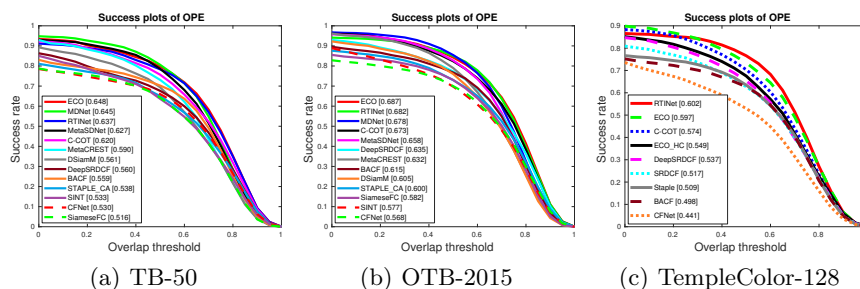 Success plots of OPE
Success rate
1
0.9
0.8
0.7
0.6
0.5
0.4
0.3
0.2
0.1
0
ECO [0.648]
MDNet [0.645]
RTINet [0.637]
MetaSDNet [0.627]
C-COT [0.620]
MetaCREST [0.590]
DSiamM [0.561]
DeepSRDCF [0.560]
BACF [0.559]
STAPLE_CA [0.538]
SINT [0.533]
CFNet [0.530]
SiameseFC [0.516]
0 0.2 0.4 0.6 0.8 1
Overlap threshold
(a) TB-50
Success plots of OPE
Success rate
1
0.9
0.8
0.7
0.6
0.5
0.4
0.3
0.2
0.1
0
ECO [0.687]
RTINet [0.682]
MDNet [0.678]
C-COT [0.673]
MetaSDNet [0.658]
DeepSRDCF [0.635]
MetaCREST [0.632]
BACF [0.615]
DSiamM [0.605]
STAPLE_CA [0.600]
SiameseFC [0.582]
SINT [0.577]
CFNet [0.568]
0 0.2 0.4 0.6 0.8 1
Overlap threshold
(b) OTB-2015
Success plots of OPE
Success rate
0.9
0.8
0.7
0.6
0.5
0.4
0.3
0.2
0.1
0
RTINet [0.602]
ECO [0.597]
C-COT [0.574]
ECO_HC [0.549]
DeepSRDCF [0.537]
SRDCF [0.517]
Staple [0.509]
BACF [0.498]
CFNet [0.441]
0 0.2 0.4 0.6 0.8
Overlap threshold
(c) TempleColor-128